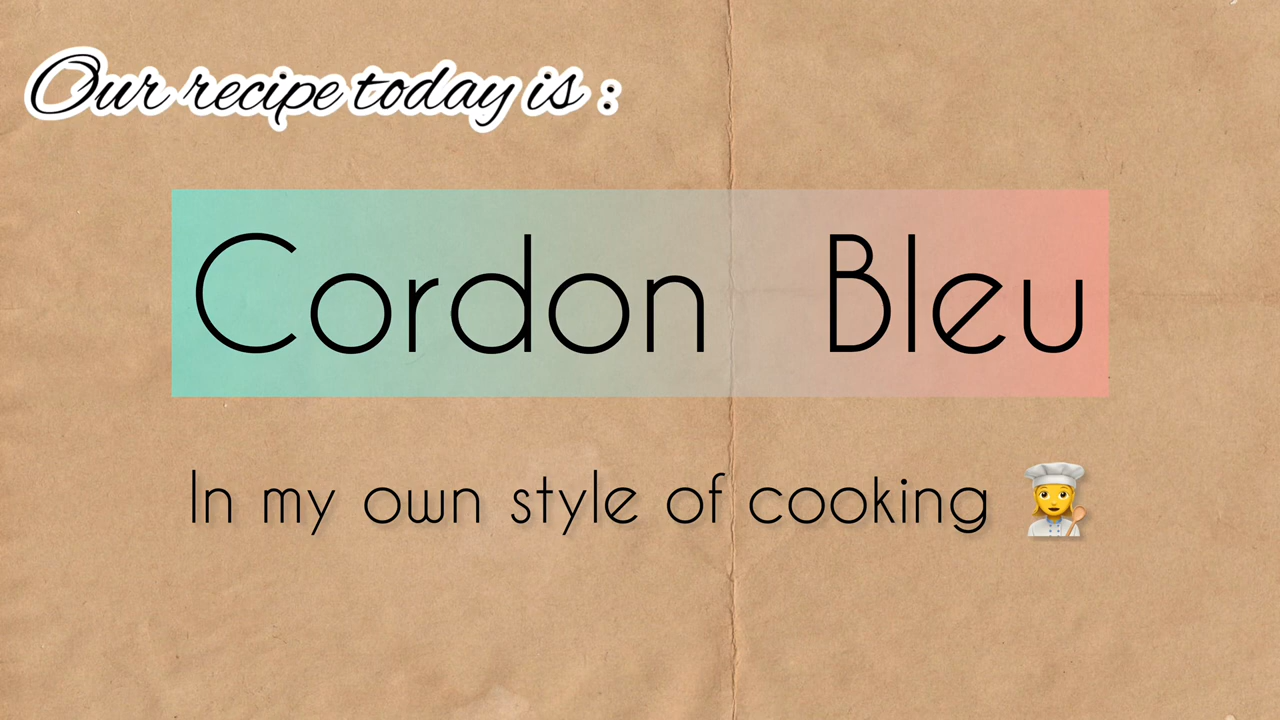 Our recipe today is :
Cordon Bleu
In my own style of cooking 👩‍🍳